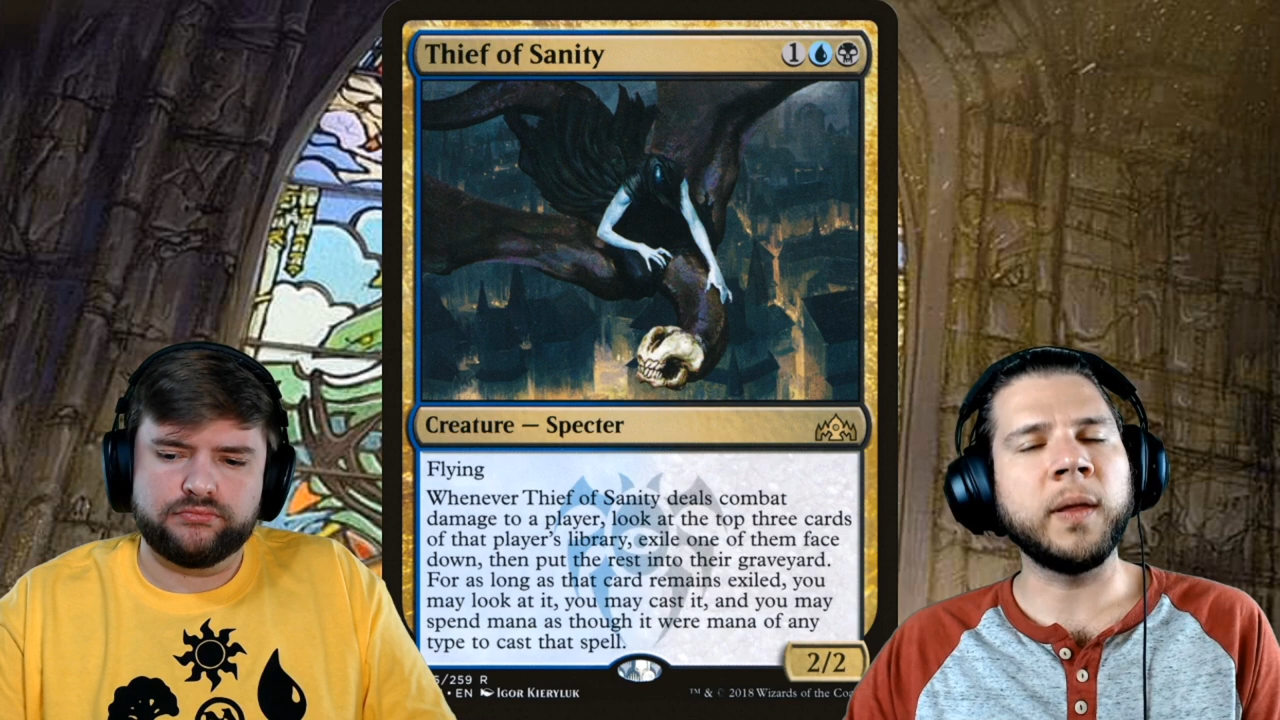 Thief of Sanity
1
Creature — Specter
Flying
Whenever Thief of Sanity deals combat
damage to a player, look at the top three cards
of that player's library, exile one of them face
down, then put the rest into their graveyard.
For as long as that card remains exiled, you
may look at it, you may cast it, and you may
spend mana as though it were mana of any
type to cast that spell.
2/2
/259 R
EN Igor Kieryluk
™ & © 2018 Wizards of the